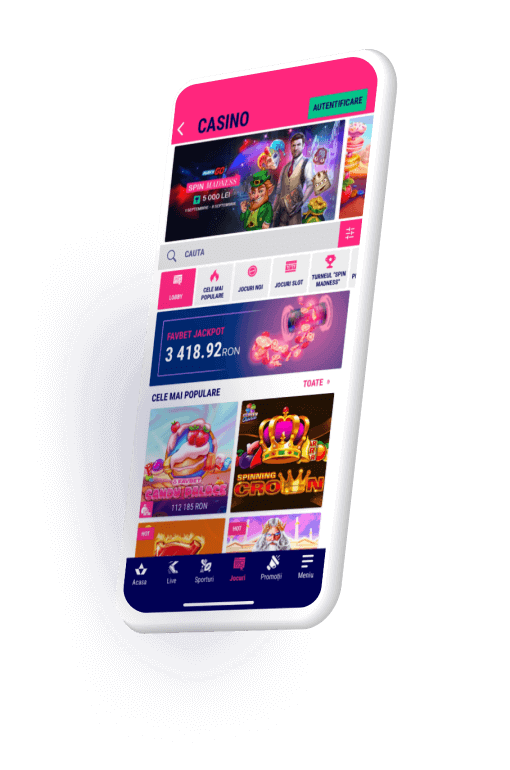 CASINO
AUTENTIFICARE
SPIN MADNESS
5 000 LEI
CAUTA
LOBBY
CELE MAI
POPULARE
JOCURI NOI
JOCURI SLOT
TURNEUL "SPIN
MADNESS"
FAVBET JACKPOT
3 418.92 RON
CELE MAI POPULARE
TOATE
CANDY PALACE
112 185 RON
SPINNING
CROWN
HOT
HOT
Acasa
Live
Sporturi
Jocuri
Promoții
Meniu